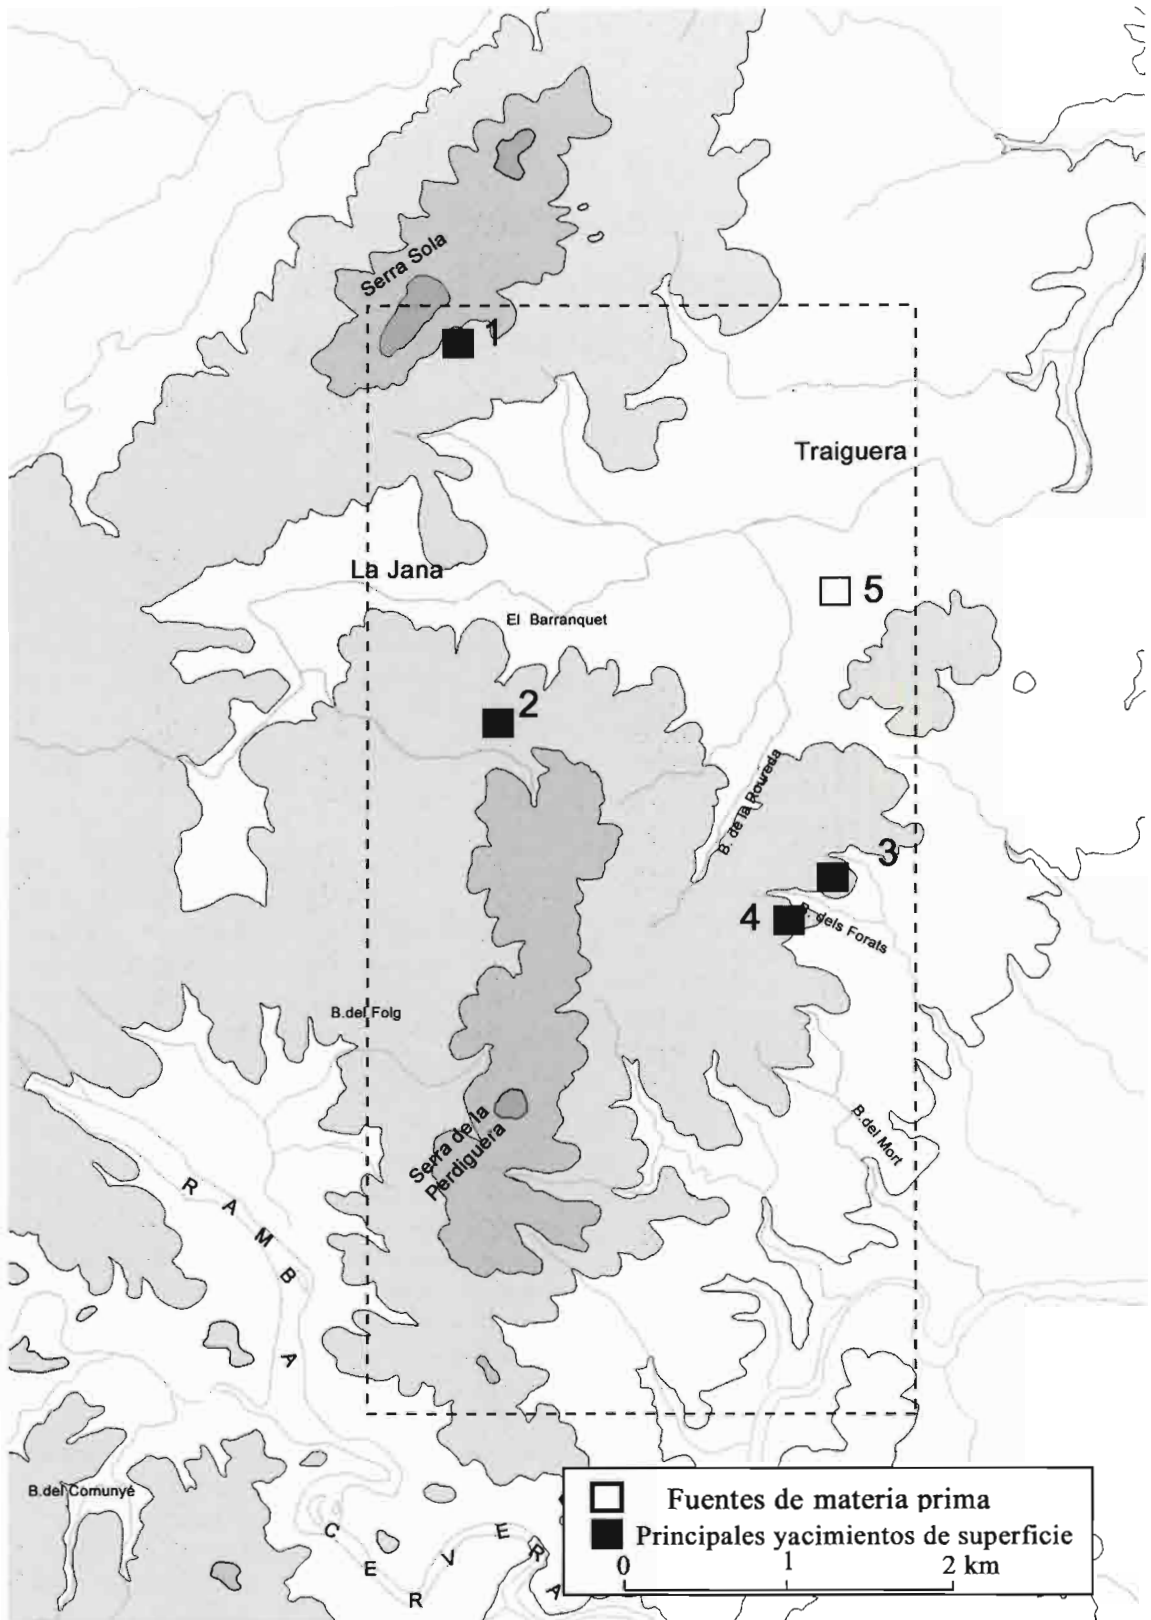 Serra Sola
1
Traiguera
La Jana
5
El Barranquet
2
B. de la Roureda
3
4
B. dels Forats
B.del Folg
Serra de la
Perdiguera
B.del Mort
RAMBLA
B.del Comunyé
CERVERA
Fuentes de materia prima
Principales yacimientos de superficie
0 1 2 km